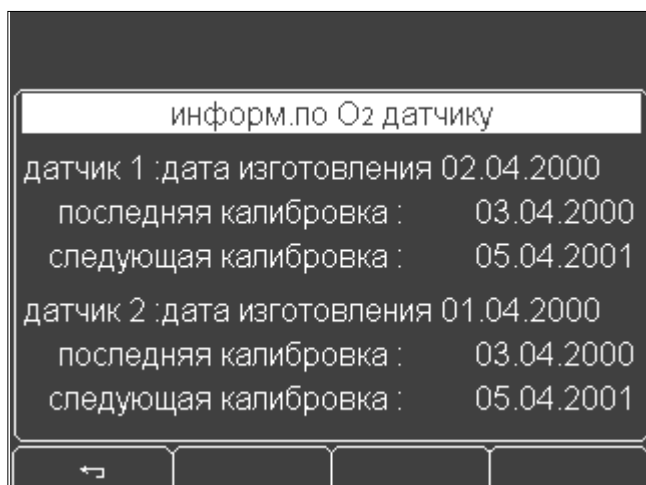 информ.по O2 датчику
датчик 1 :дата изготовления 02.04.2000
последняя калибровка : 03.04.2000
следующая калибровка : 05.04.2001
датчик 2 :дата изготовления 01.04.2000
последняя калибровка : 03.04.2000
следующая калибровка : 05.04.2001